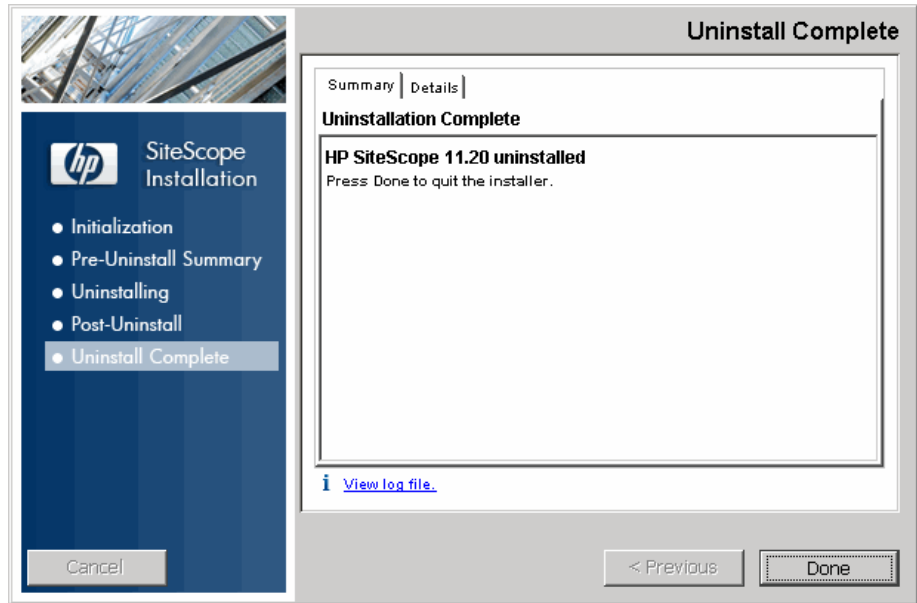 Uninstall Complete
hp
SiteScope
Installation
Initialization
Pre-Uninstall Summary
Uninstalling
Post-Uninstall
Uninstall Complete
Summary
Details
Uninstallation Complete
HP SiteScope 11.20 uninstalled
Press Done to quit the installer.
i View log file.
Cancel
< Previous
Done